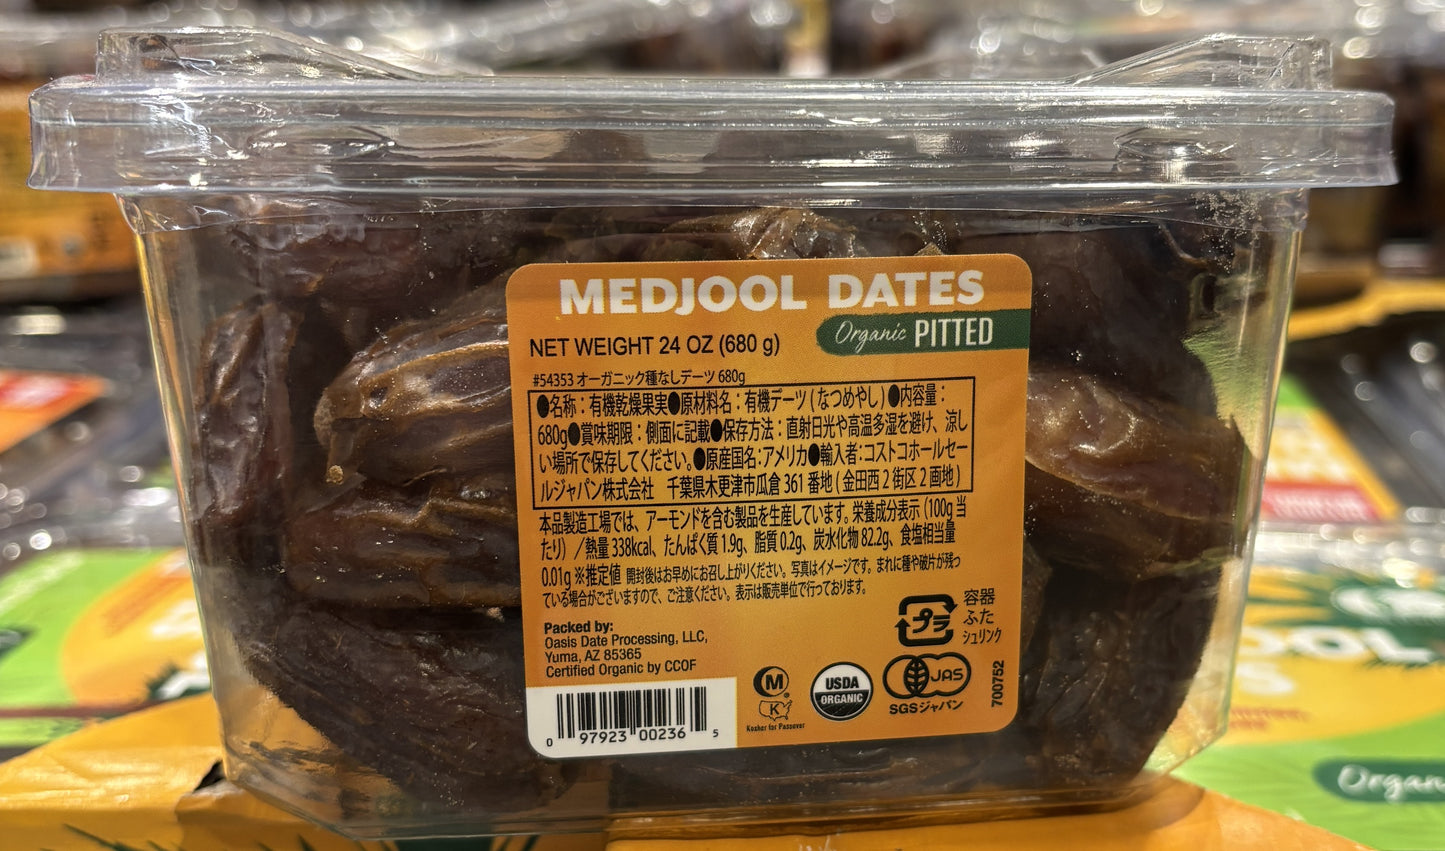 MEDJOOL DATES
Organic PITTED
NET WEIGHT 24 OZ (680 g)
#54353 オーガニック種なしデーツ 680g
●名称：有機乾燥果実●原材料名：有機デーツ(なつめやし)●内容量：
680g●賞味期限：側面に記載●保存方法：直射日光や高温多湿を避け、涼し
い場所で保存してください。●原産国名：アメリカ●輸入者：コストコホールセー
ルジャパン株式会社　千葉県木更津市瓜倉 361 番地(金田西2街区2画地)
本品製造工場では、アーモンドを含む製品を生産しています。栄養成分表示（100g当
たり）／熱量 338kcal、たんぱく質 1.9g、脂質 0.2g、炭水化物 82.2g、食塩相当量
0.01g ※推定値 開封後はお早めにお召し上がりください。写真はイメージです。まれに種や破片が残っ
ている場合がございますので、ご注意ください。表示は販売単位で行っております。
プラ
容器
ふた
シュリンク
Packed by:
Oasis Date Processing, LLC,
Yuma, AZ 85365
Certified Organic by CCOF
0 97923 00236 5
M
K
Kosher for Passover
USDA
ORGANIC
JAS
SGSジャパン
700752
Organ